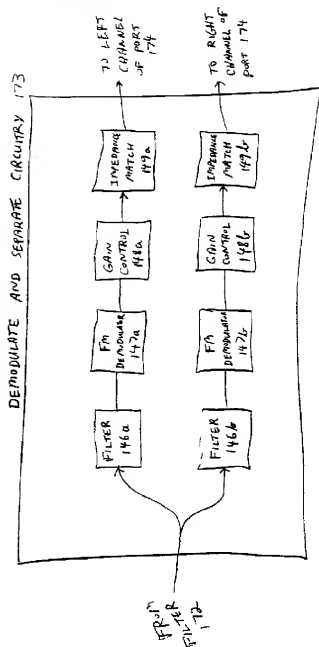 DEMODULATE AND SEPARATE CIRCUITRY 173
FROM
FILTER
172
FILTER
146a
FM
DEMODULATOR
147a
GAIN
CONTROL
148a
IMPEDANCE
MATCH
149a
TO LEFT
CHANNEL
OF PORT
174
FILTER
146b
FM
DEMODULATOR
147b
GAIN
CONTROL
148b
IMPEDANCE
MATCH
149b
TO RIGHT
CHANNEL OF
PORT 174